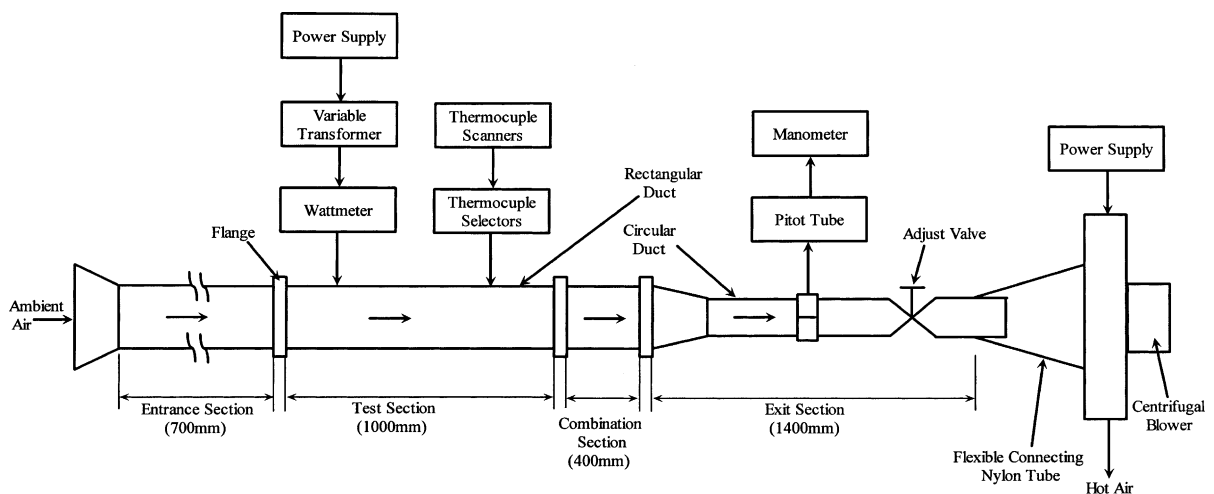 Power Supply
Variable
Transformer
Wattmeter
Thermocuple
Scanners
Thermocuple
Selectors
Rectangular
Duct
Manometer
Pitot Tube
Circular
Duct
Adjust Valve
Power Supply
Flange
Ambient
Air
Entrance Section
(700mm)
Test Section
(1000mm)
Combination
Section
(400mm)
Exit Section
(1400mm)
Flexible Connecting
Nylon Tube
Centrifugal
Blower
Hot Air